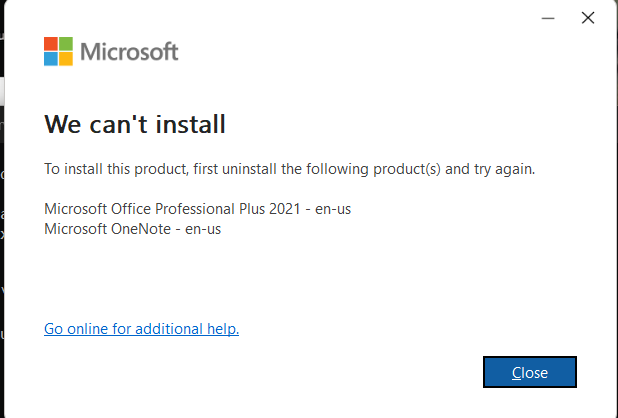 Microsoft
We can't install
To install this product, first uninstall the following product(s) and try again.
Microsoft Office Professional Plus 2021 - en-us
Microsoft OneNote - en-us
Go online for additional help.
Close